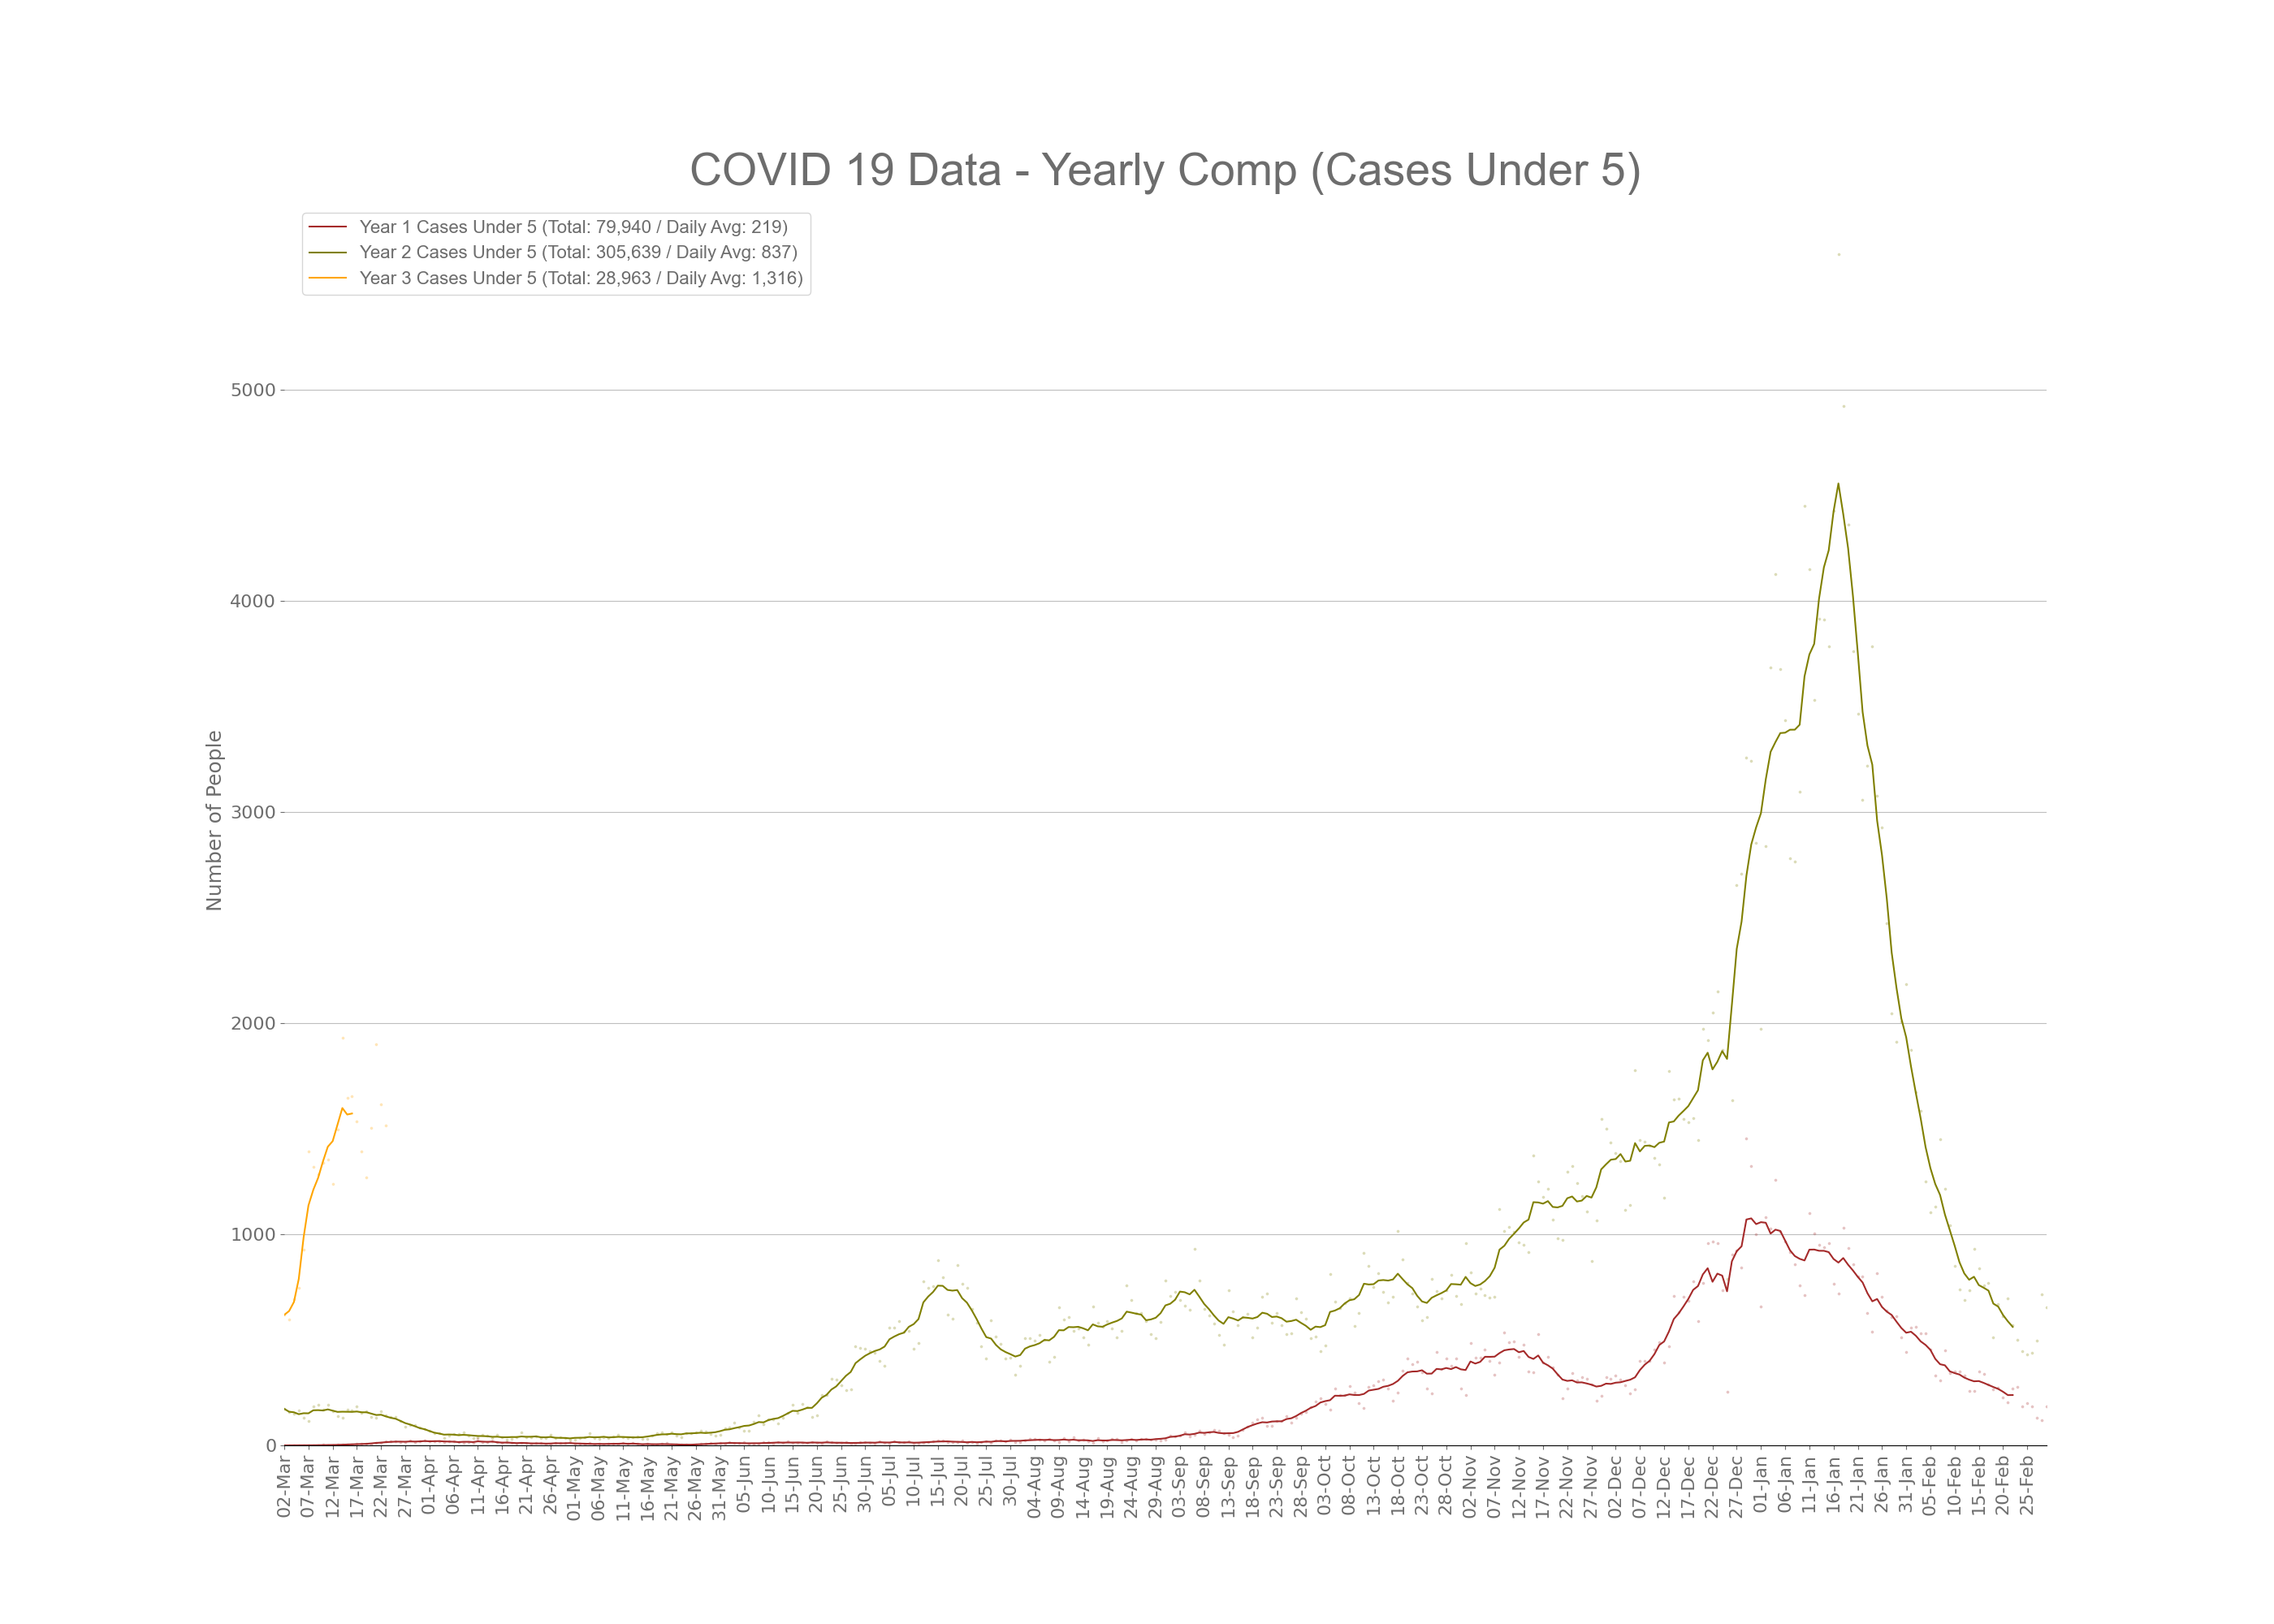 COVID 19 Data - Yearly Comp (Cases Under 5)
Year 1 Cases Under 5 (Total: 79,940 / Daily Avg: 219)
Year 2 Cases Under 5 (Total: 305,639 / Daily Avg: 837)
Year 3 Cases Under 5 (Total: 28,963 / Daily Avg: 1,316)
Number of People
5000
4000
3000
2000
1000
0
02-Mar
07-Mar
12-Mar
17-Mar
22-Mar
27-Mar
01-Apr
06-Apr
11-Apr
16-Apr
21-Apr
26-Apr
01-May
06-May
11-May
16-May
21-May
26-May
31-May
05-Jun
10-Jun
15-Jun
20-Jun
25-Jun
30-Jun
05-Jul
10-Jul
15-Jul
20-Jul
25-Jul
30-Jul
04-Aug
09-Aug
14-Aug
19-Aug
24-Aug
29-Aug
03-Sep
08-Sep
13-Sep
18-Sep
23-Sep
28-Sep
03-Oct
08-Oct
13-Oct
18-Oct
23-Oct
28-Oct
02-Nov
07-Nov
12-Nov
17-Nov
22-Nov
27-Nov
02-Dec
07-Dec
12-Dec
17-Dec
22-Dec
27-Dec
01-Jan
06-Jan
11-Jan
16-Jan
21-Jan
26-Jan
31-Jan
05-Feb
10-Feb
15-Feb
20-Feb
25-Feb